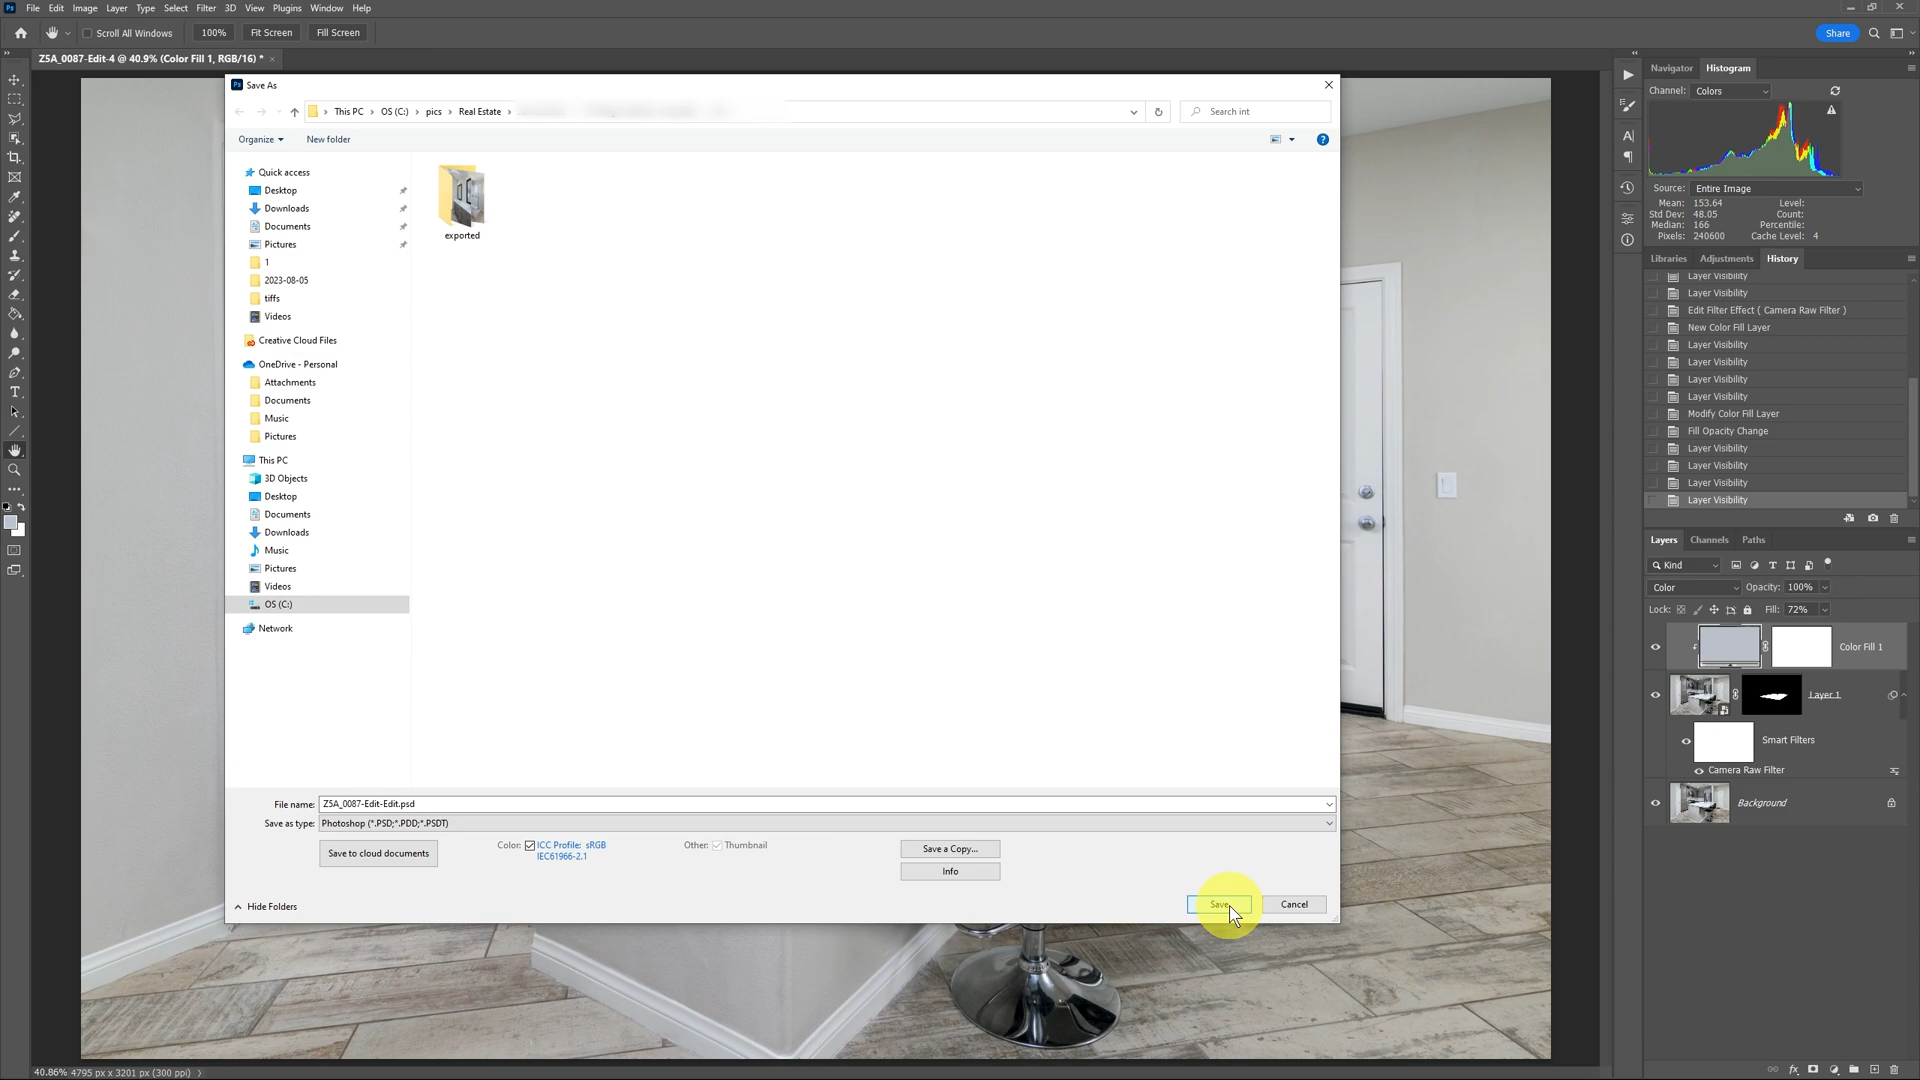 Ps File Edit Image Layer Type Select Filter 3D View Plugins Window Help
Scroll All Windows 100% Fit Screen Fill Screen Share
Z5A_0087-Edit-4 @ 40.9% (Color Fill 1, RGB/16) * ×
Ps Save As
This PC > OS (C:) > pics > Real Estate >
Search int
Organize New folder
Quick access
Desktop
Downloads
Documents
Pictures
1
2023-08-05
tiffs
Videos
Creative Cloud Files
OneDrive - Personal
Attachments
Documents
Music
Pictures
This PC
3D Objects
Desktop
Documents
Downloads
Music
Pictures
Videos
OS (C:)
Network
exported
File name: Z5A_0087-Edit-Edit.psd
Save as type: Photoshop (*.PSD;*.PDD;*.PSDT)
Save to cloud documents
Color: ICC Profile: sRGB
IEC61966-2.1
Other: Thumbnail
Save a Copy...
Info
Hide Folders
Save Cancel
Navigator Histogram
Channel: Colors
Source: Entire Image
Mean: 153.64 Level:
Std Dev: 48.05 Count:
Median: 166 Percentile:
Pixels: 240600 Cache Level: 4
Libraries Adjustments History
Layer Visibility
Layer Visibility
Edit Filter Effect ( Camera Raw Filter )
New Color Fill Layer
Layer Visibility
Layer Visibility
Layer Visibility
Layer Visibility
Modify Color Fill Layer
Fill Opacity Change
Layer Visibility
Layer Visibility
Layer Visibility
Layer Visibility
Layers Channels Paths
Kind
Color Opacity: 100%
Lock: Fill: 72%
Color Fill 1
Layer 1
Smart Filters
Camera Raw Filter
Background
40.86% 4795 px x 3201 px (300 ppi) >